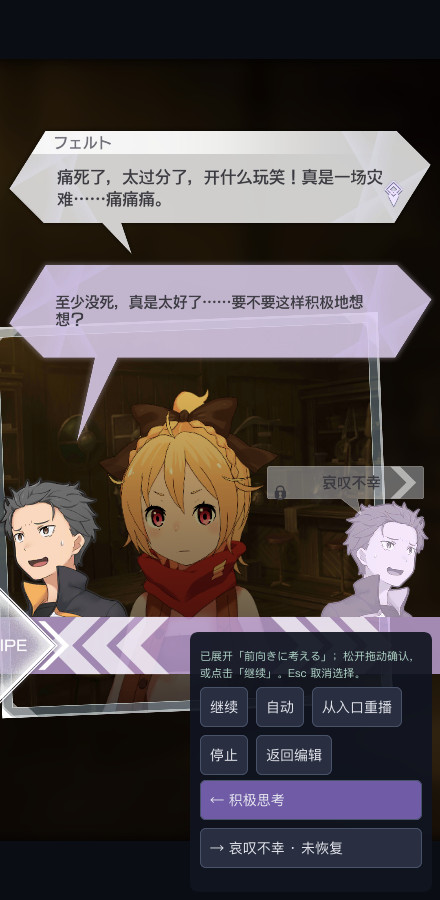 フェルト
痛死了，太过分了，开什么玩笑！真是一场灾
难……痛痛痛。
至少没死，真是太好了……要不要这样积极地想
想？
哀叹不幸
IPE
已展开「前向きに考える」；松开拖动确认，
或点击「继续」。Esc 取消选择。
继续
自动
从入口重播
停止
返回编辑
← 积极思考
→ 哀叹不幸 · 未恢复